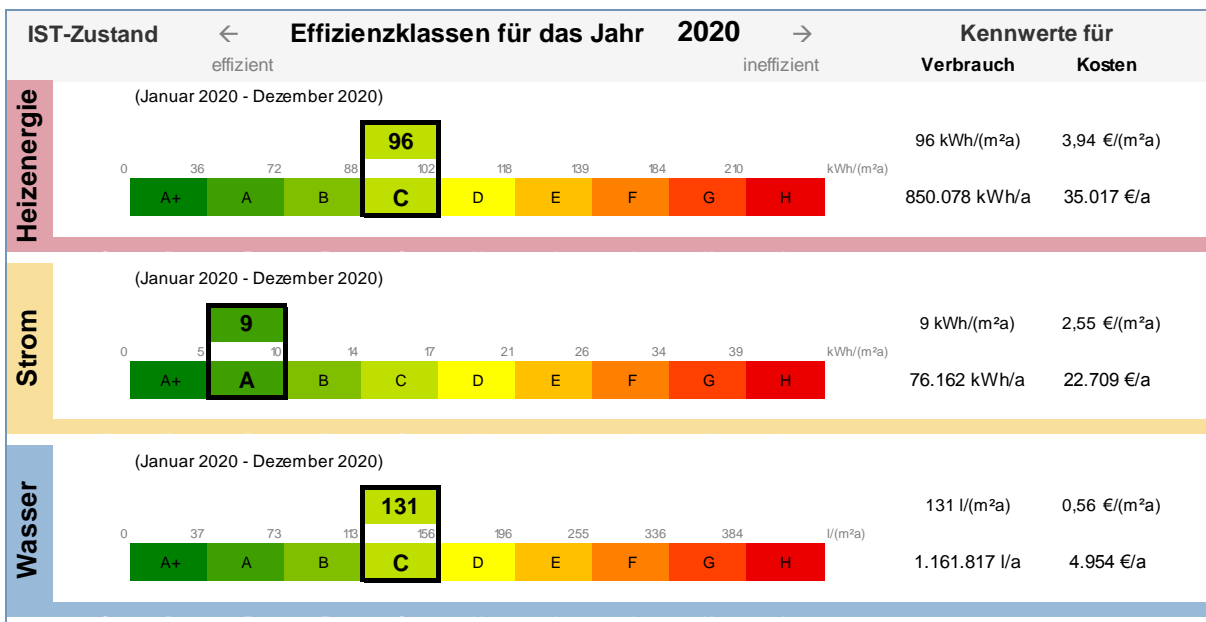 IST-Zustand ← Effizienzklassen für das Jahr 2020 → Kennwerte für
effizient ineffizient Verbrauch Kosten
Heizenergie
(Januar 2020 - Dezember 2020)
96 96 kWh/(m²a) 3,94 €/(m²a)
0 36 72 88 102 118 139 184 210 kWh/(m²a)
A+ A B C D E F G H 850.078 kWh/a 35.017 €/a
Strom
(Januar 2020 - Dezember 2020)
9 9 kWh/(m²a) 2,55 €/(m²a)
0 5 10 14 17 21 26 34 39 kWh/(m²a)
A+ A B C D E F G H 76.162 kWh/a 22.709 €/a
Wasser
(Januar 2020 - Dezember 2020)
131 131 l/(m²a) 0,56 €/(m²a)
0 37 73 113 156 196 255 336 384 l/(m²a)
A+ A B C D E F G H 1.161.817 l/a 4.954 €/a